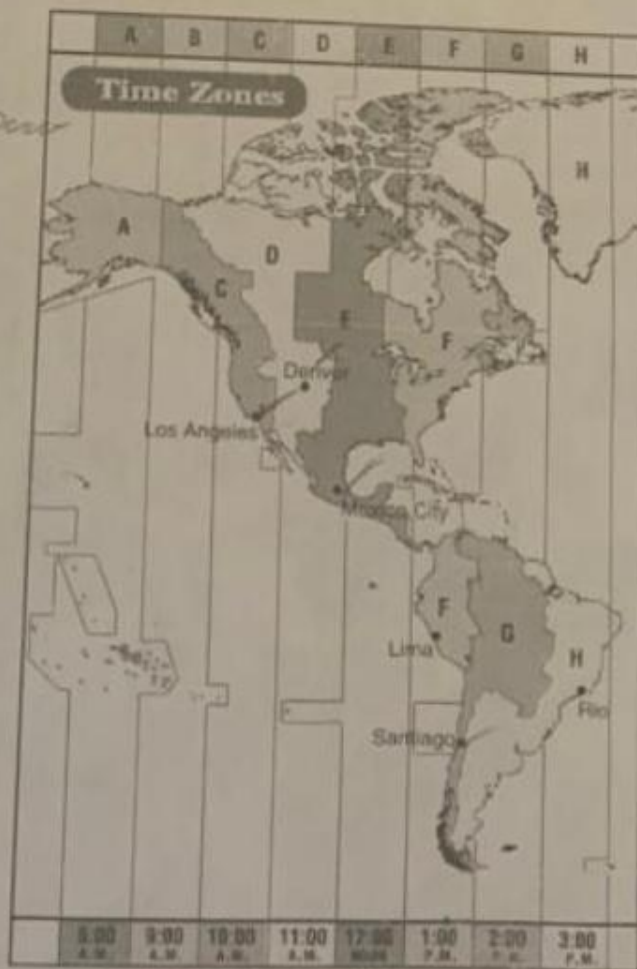 A B C D E F G H
Time Zones
H
A
D
C
F
Denver
Los Angeles
Mexico City
F
G
Lima
H
Rio
Santiago
8:00 9:00 10:00 11:00 12:00 1:00 2:00 3:00
A.M. A.M. A.M. A.M. NOON P.M. P.M. P.M.